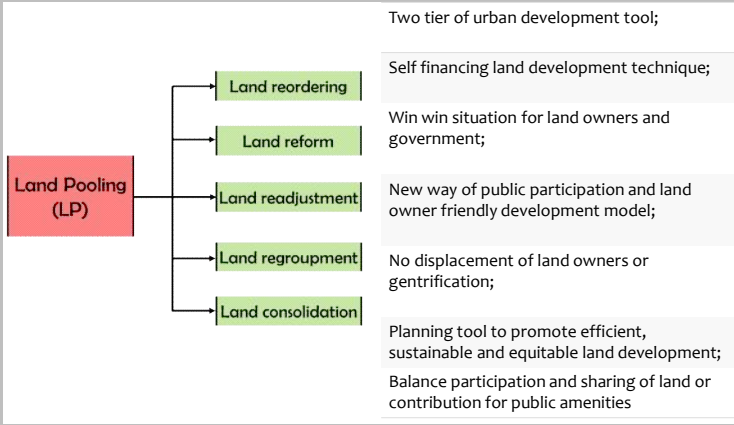 Land Pooling
(LP)
Land reordering
Land reform
Land readjustment
Land regroupment
Land consolidation
Two tier of urban development tool;
Self financing land development technique;
Win win situation for land owners and
government;
New way of public participation and land
owner friendly development model;
No displacement of land owners or
gentrification;
Planning tool to promote efficient,
sustainable and equitable land development;
Balance participation and sharing of land or
contribution for public amenities